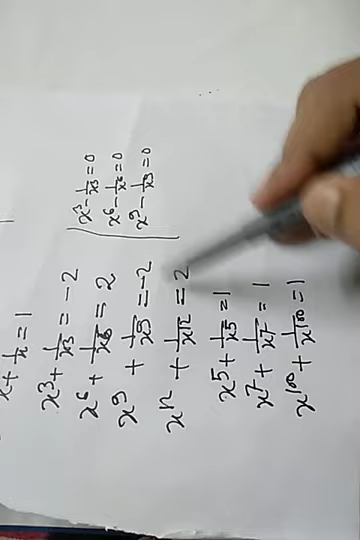 x + 1/x = 1
x³ + 1/x³ = -2
x⁶ + 1/x⁶ = 2
x⁹ + 1/x⁹ = -2
x¹² + 1/x¹² = 2
x⁵ + 1/x⁵ = 1
x⁷ + 1/x⁷ = 1
x¹⁰⁰ + 1/x¹⁰⁰ = 1
x³ - 1/x³ = 0
x⁶ - 1/x⁶ = 0
x⁹ - 1/x⁹ = 0